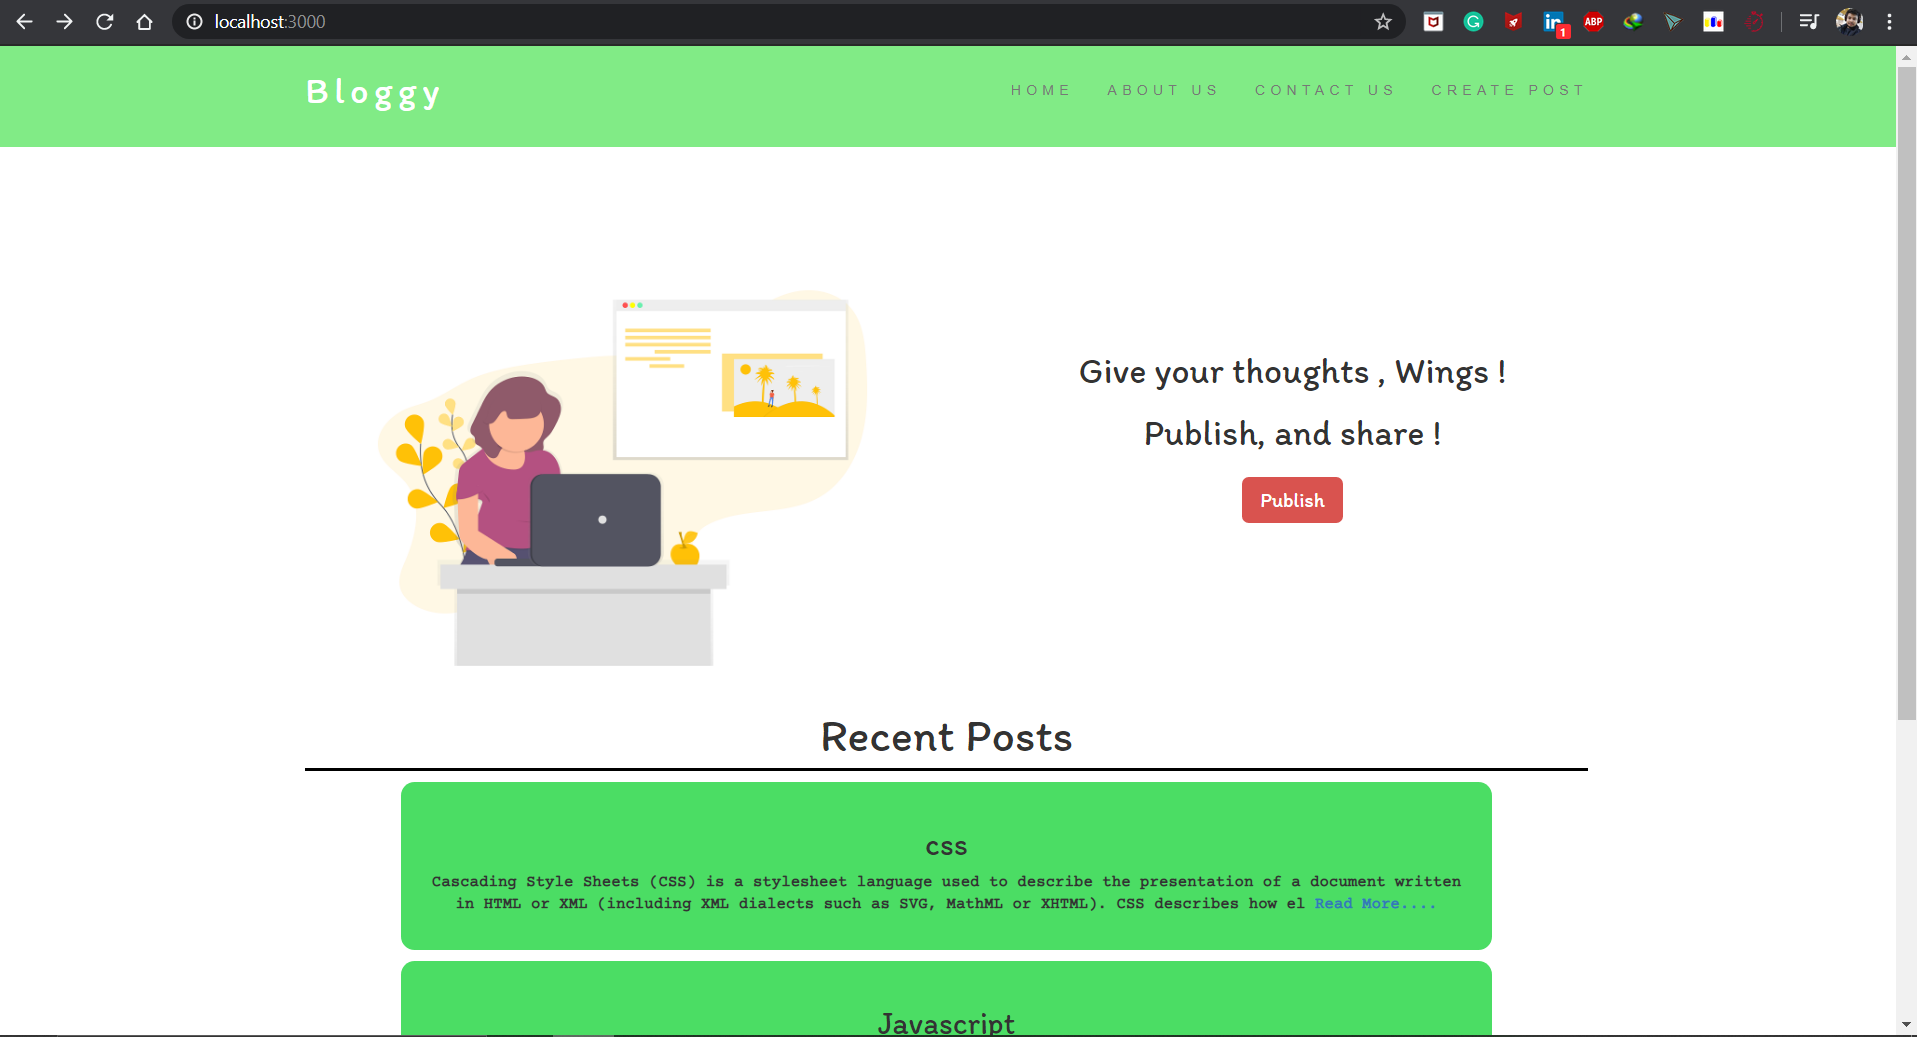 localhost:3000
1
ABP
Bloggy
HOME ABOUT US CONTACT US CREATE POST
Give your thoughts , Wings !
Publish, and share !
Publish
Recent Posts
css
Cascading Style Sheets (CSS) is a stylesheet language used to describe the presentation of a document written
in HTML or XML (including XML dialects such as SVG, MathML or XHTML). CSS describes how el Read More....
Javascript